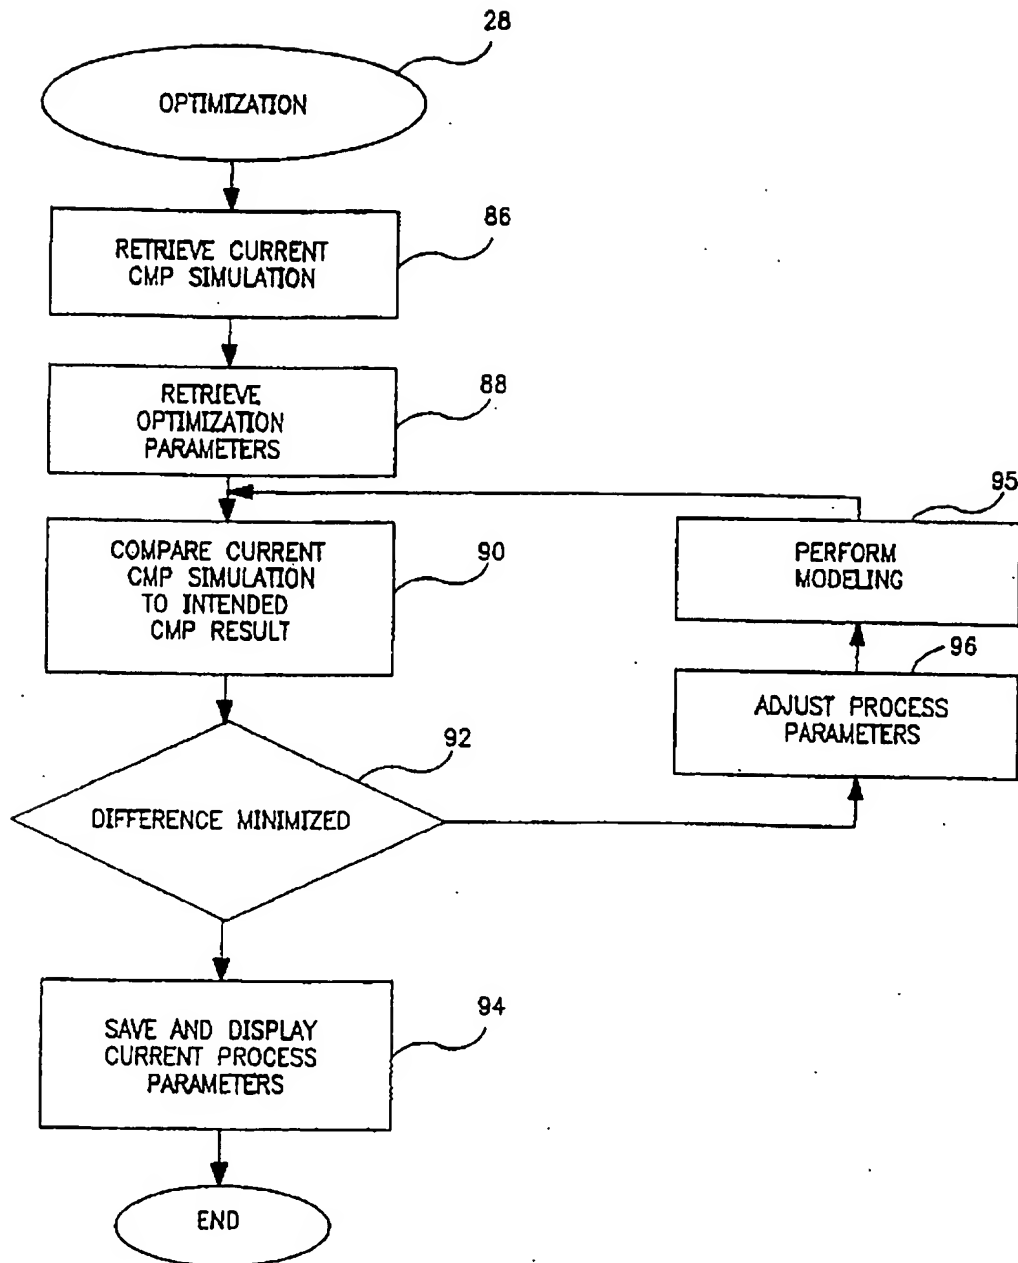 28
OPTIMIZATION
86
RETRIEVE CURRENT
CMP SIMULATION
88
RETRIEVE
OPTIMIZATION
PARAMETERS
95
PERFORM
MODELING
90
COMPARE CURRENT
CMP SIMULATION
TO INTENDED
CMP RESULT
96
ADJUST PROCESS
PARAMETERS
92
DIFFERENCE MINIMIZED
94
SAVE AND DISPLAY
CURRENT PROCESS
PARAMETERS
END